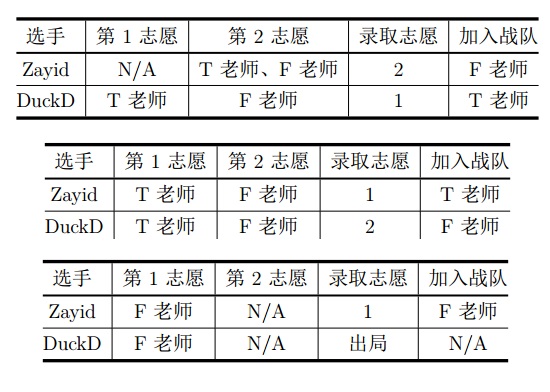 选手 第 1 志愿 第 2 志愿 录取志愿 加入战队
Zayid N/A T 老师、F 老师 2 F 老师
DuckD T 老师 F 老师 1 T 老师
选手 第 1 志愿 第 2 志愿 录取志愿 加入战队
Zayid T 老师 F 老师 1 T 老师
DuckD T 老师 F 老师 2 F 老师
选手 第 1 志愿 第 2 志愿 录取志愿 加入战队
Zayid F 老师 N/A 1 F 老师
DuckD F 老师 N/A 出局 N/A